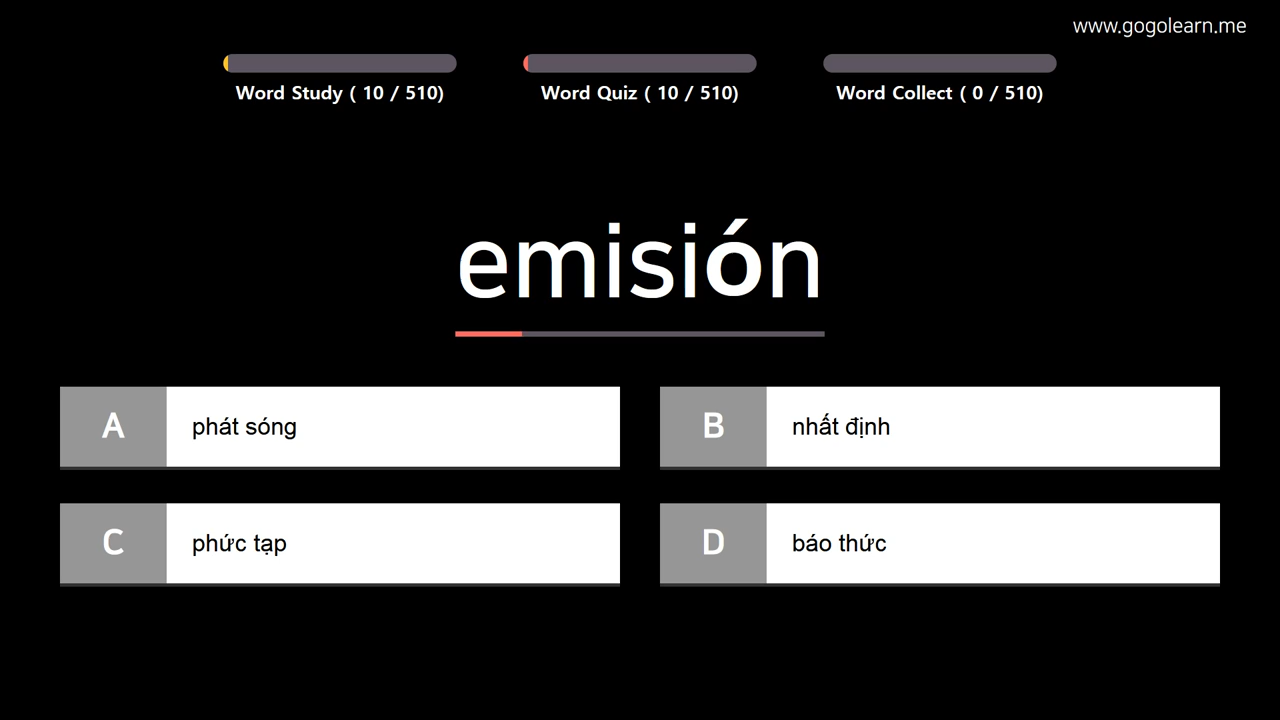 www.gogolearn.me
Word Study ( 10 / 510)
Word Quiz ( 10 / 510)
Word Collect ( 0 / 510)
emisión
A phát sóng
B nhất định
C phức tạp
D báo thức